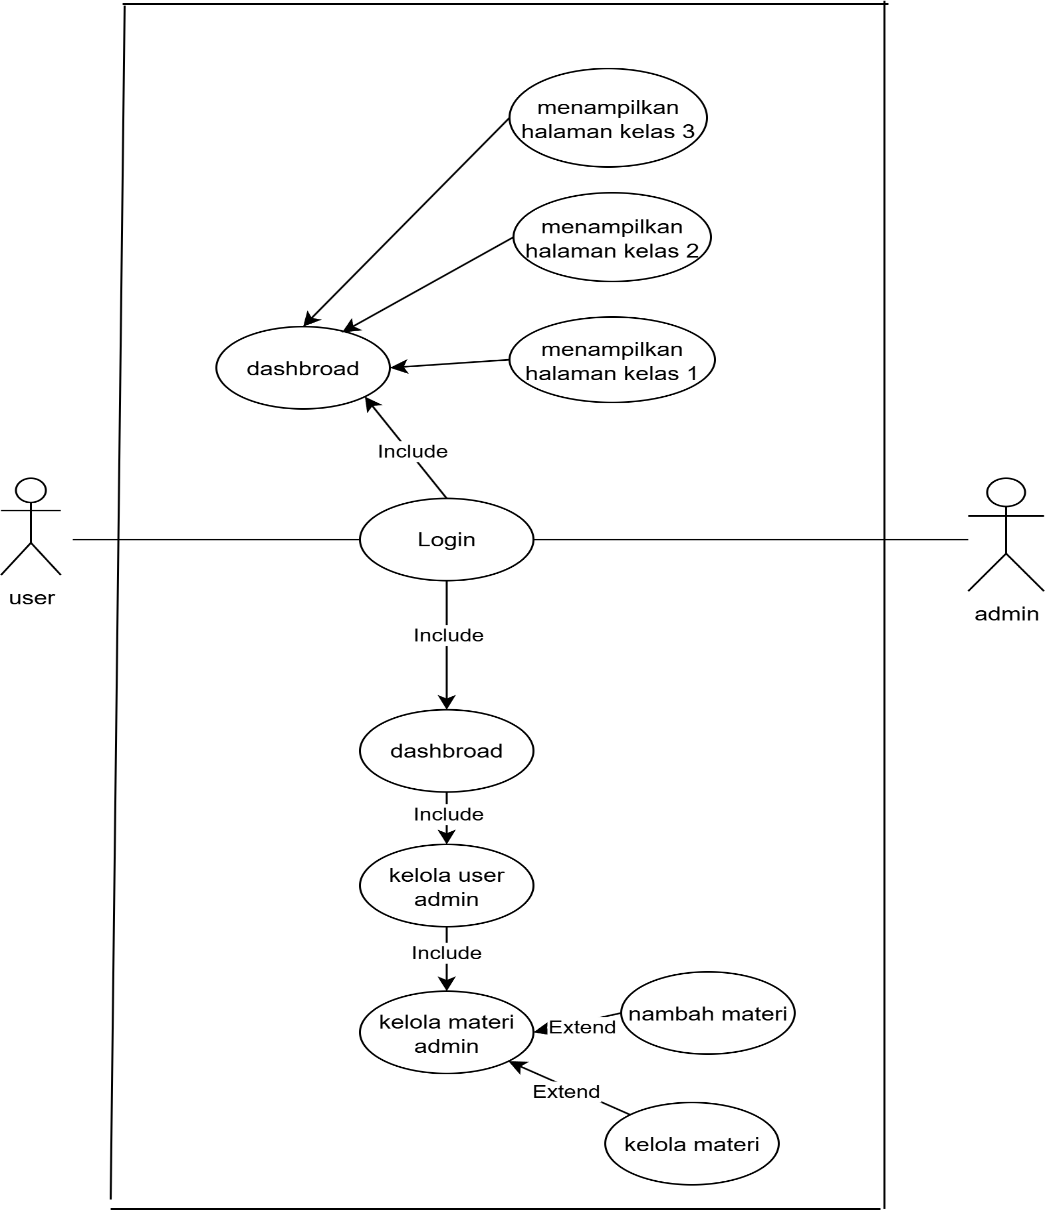 menampilkan
halaman kelas 3
menampilkan
halaman kelas 2
menampilkan
halaman kelas 1
dashbroad
Include
Login
user
admin
Include
dashbroad
Include
kelola user
admin
Include
kelola materi
admin
Extend
nambah materi
Extend
kelola materi